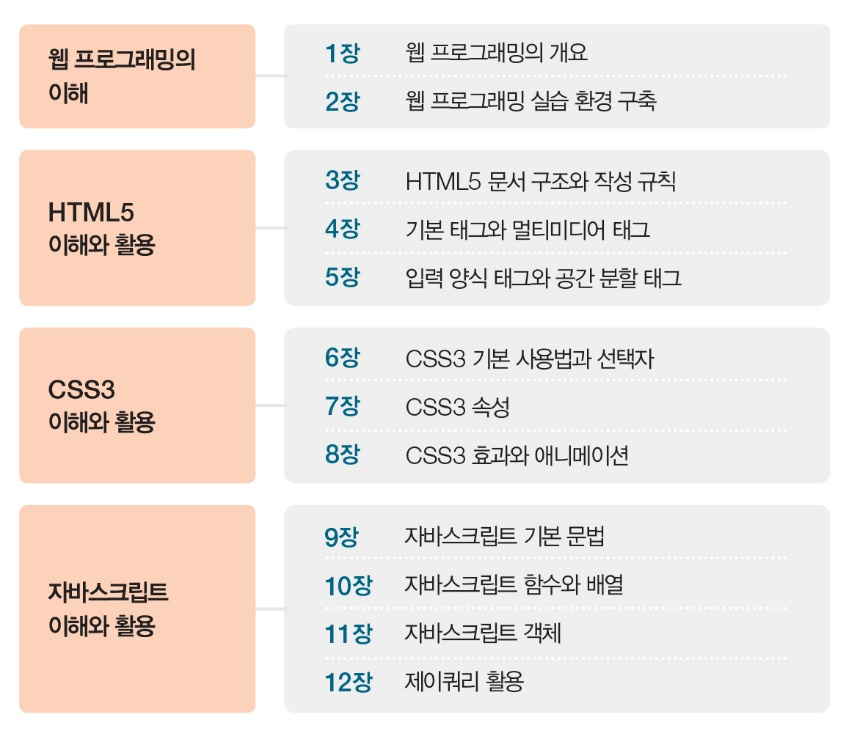 웹 프로그래밍의
이해
1장 웹 프로그래밍의 개요
2장 웹 프로그래밍 실습 환경 구축
HTML5
이해와 활용
3장 HTML5 문서 구조와 작성 규칙
4장 기본 태그와 멀티미디어 태그
5장 입력 양식 태그와 공간 분할 태그
CSS3
이해와 활용
6장 CSS3 기본 사용법과 선택자
7장 CSS3 속성
8장 CSS3 효과와 애니메이션
자바스크립트
이해와 활용
9장 자바스크립트 기본 문법
10장 자바스크립트 함수와 배열
11장 자바스크립트 객체
12장 제이쿼리 활용